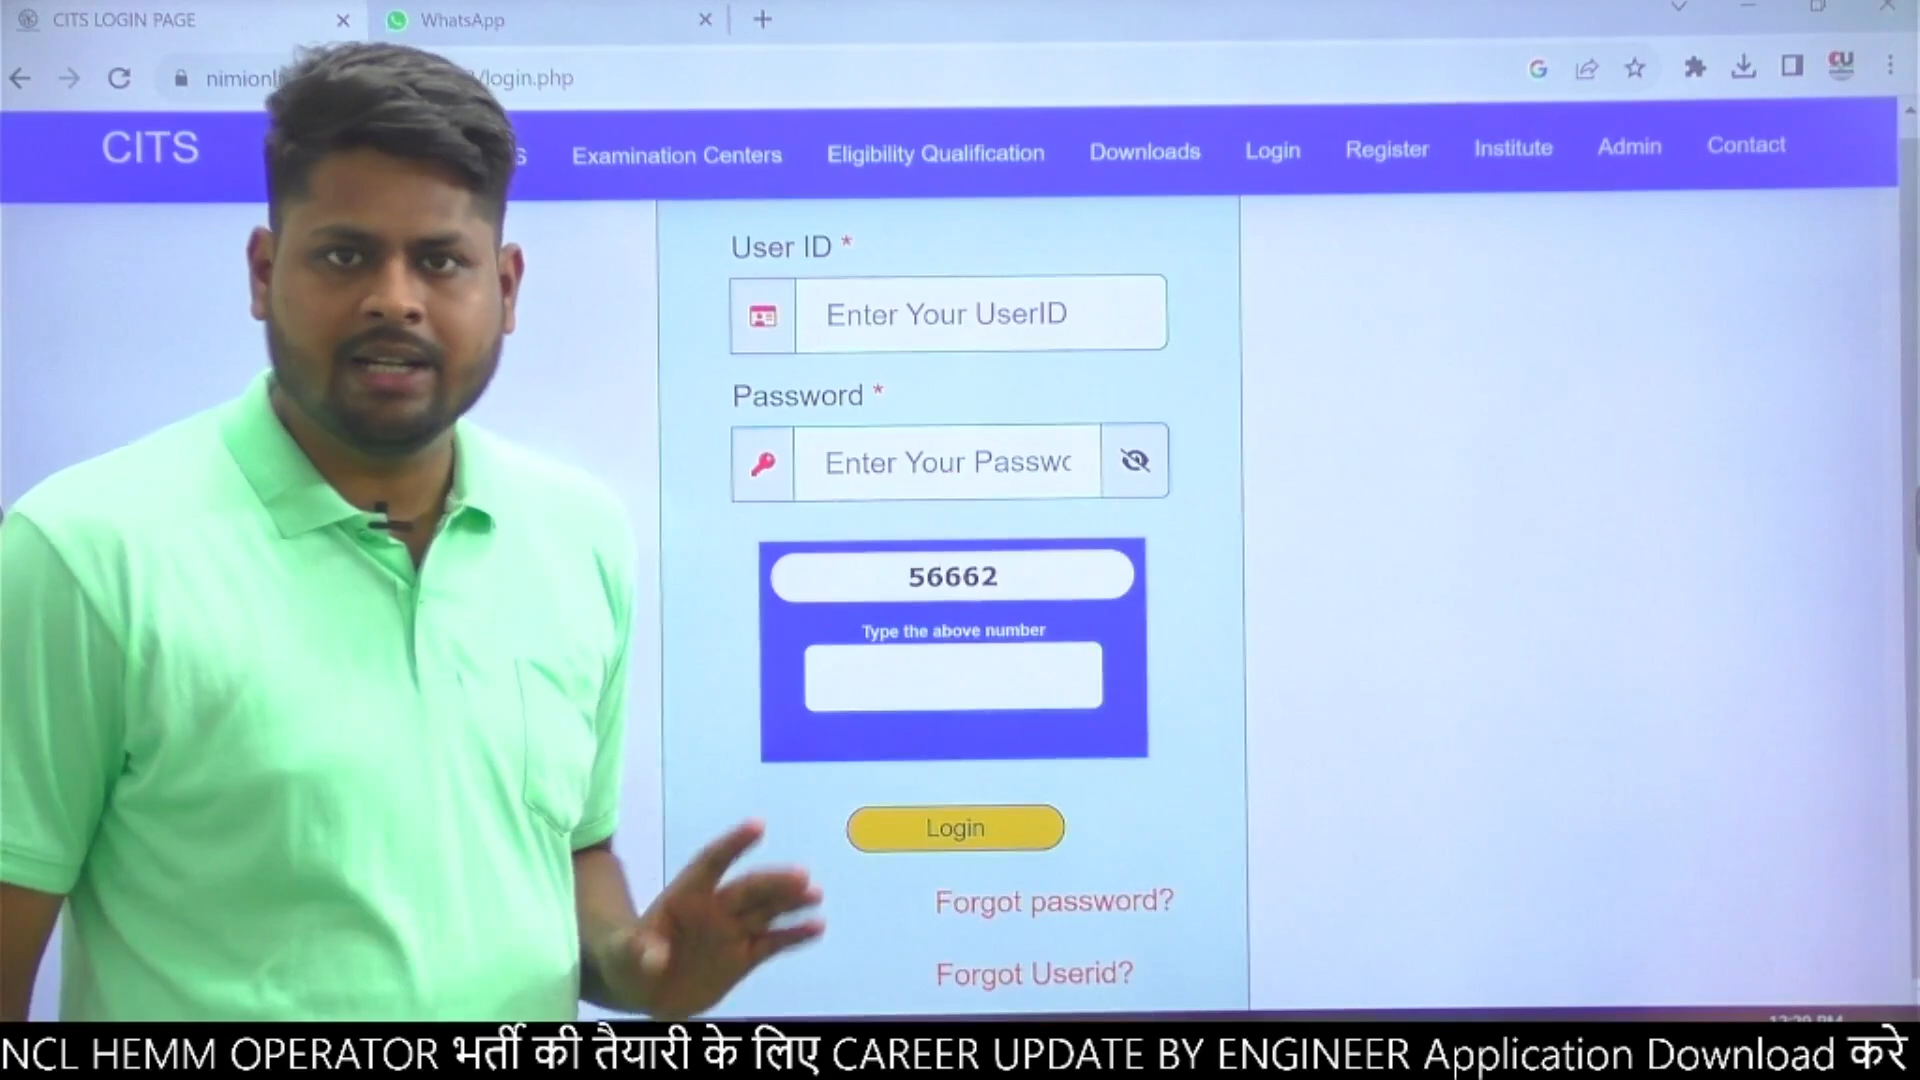 CITS LOGIN PAGE
WhatsApp
/login.php
CITS
Examination Centers
Eligibility Qualification
Downloads
Login
Register
Institute
Admin
Contact
User ID *
Enter Your UserID
Password *
Enter Your Passwo
56662
Type the above number
Login
Forgot password?
Forgot Userid?
NCL HEMM OPERATOR भर्ती की तैयारी के लिए CAREER UPDATE BY ENGINEER Application Download करे